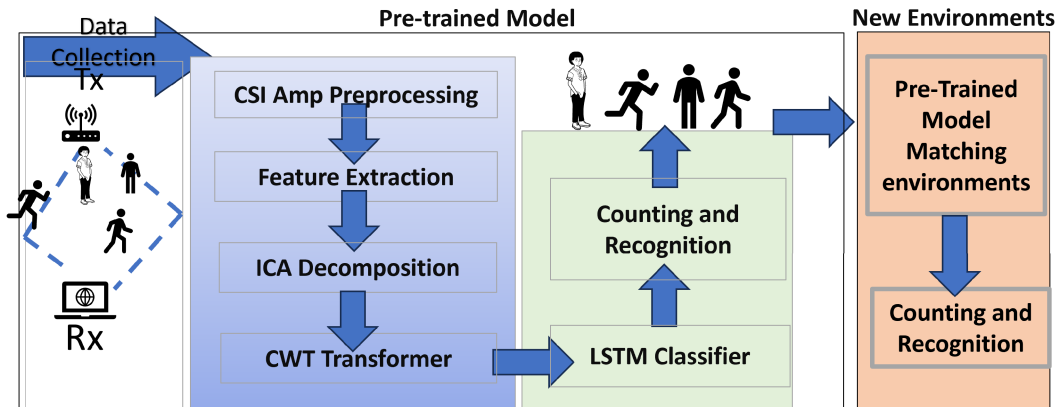 Pre-trained Model
New Environments
Data
Collection
Tx
Rx
CSI Amp Preprocessing
Feature Extraction
ICA Decomposition
CWT Transformer
LSTM Classifier
Counting and
Recognition
Pre-Trained
Model
Matching
environments
Counting and
Recognition